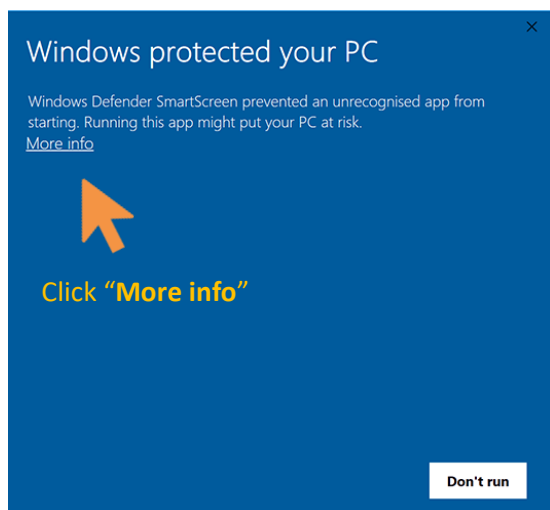 Windows protected your PC
Windows Defender SmartScreen prevented an unrecognised app from
starting. Running this app might put your PC at risk.
More info
Click “More info”
Don't run